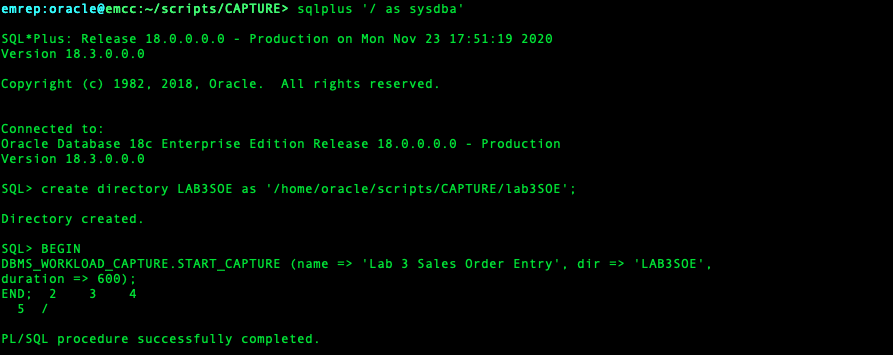 emrep:oracle@emcc:~/scripts/CAPTURE> sqlplus '/ as sysdba'
SQL*Plus: Release 18.0.0.0.0 - Production on Mon Nov 23 17:51:19 2020
Version 18.3.0.0.0
Copyright (c) 1982, 2018, Oracle.  All rights reserved.
Connected to:
Oracle Database 18c Enterprise Edition Release 18.0.0.0.0 - Production
Version 18.3.0.0.0
SQL> create directory LAB3SOE as '/home/oracle/scripts/CAPTURE/lab3SOE';
Directory created.
SQL> BEGIN
DBMS_WORKLOAD_CAPTURE.START_CAPTURE (name => 'Lab 3 Sales Order Entry', dir => 'LAB3SOE',
duration => 600);
END;  2    3    4
  5  /
PL/SQL procedure successfully completed.